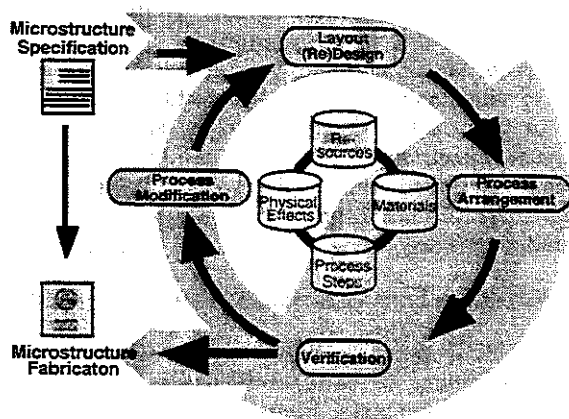 Microstructure
Specification
Layout
(Re)Design
Re-
sources
Process
Modification
Physical
Effects
Materials
Process
Arrangement
Process
Steps
Verification
Microstructure
Fabricaton